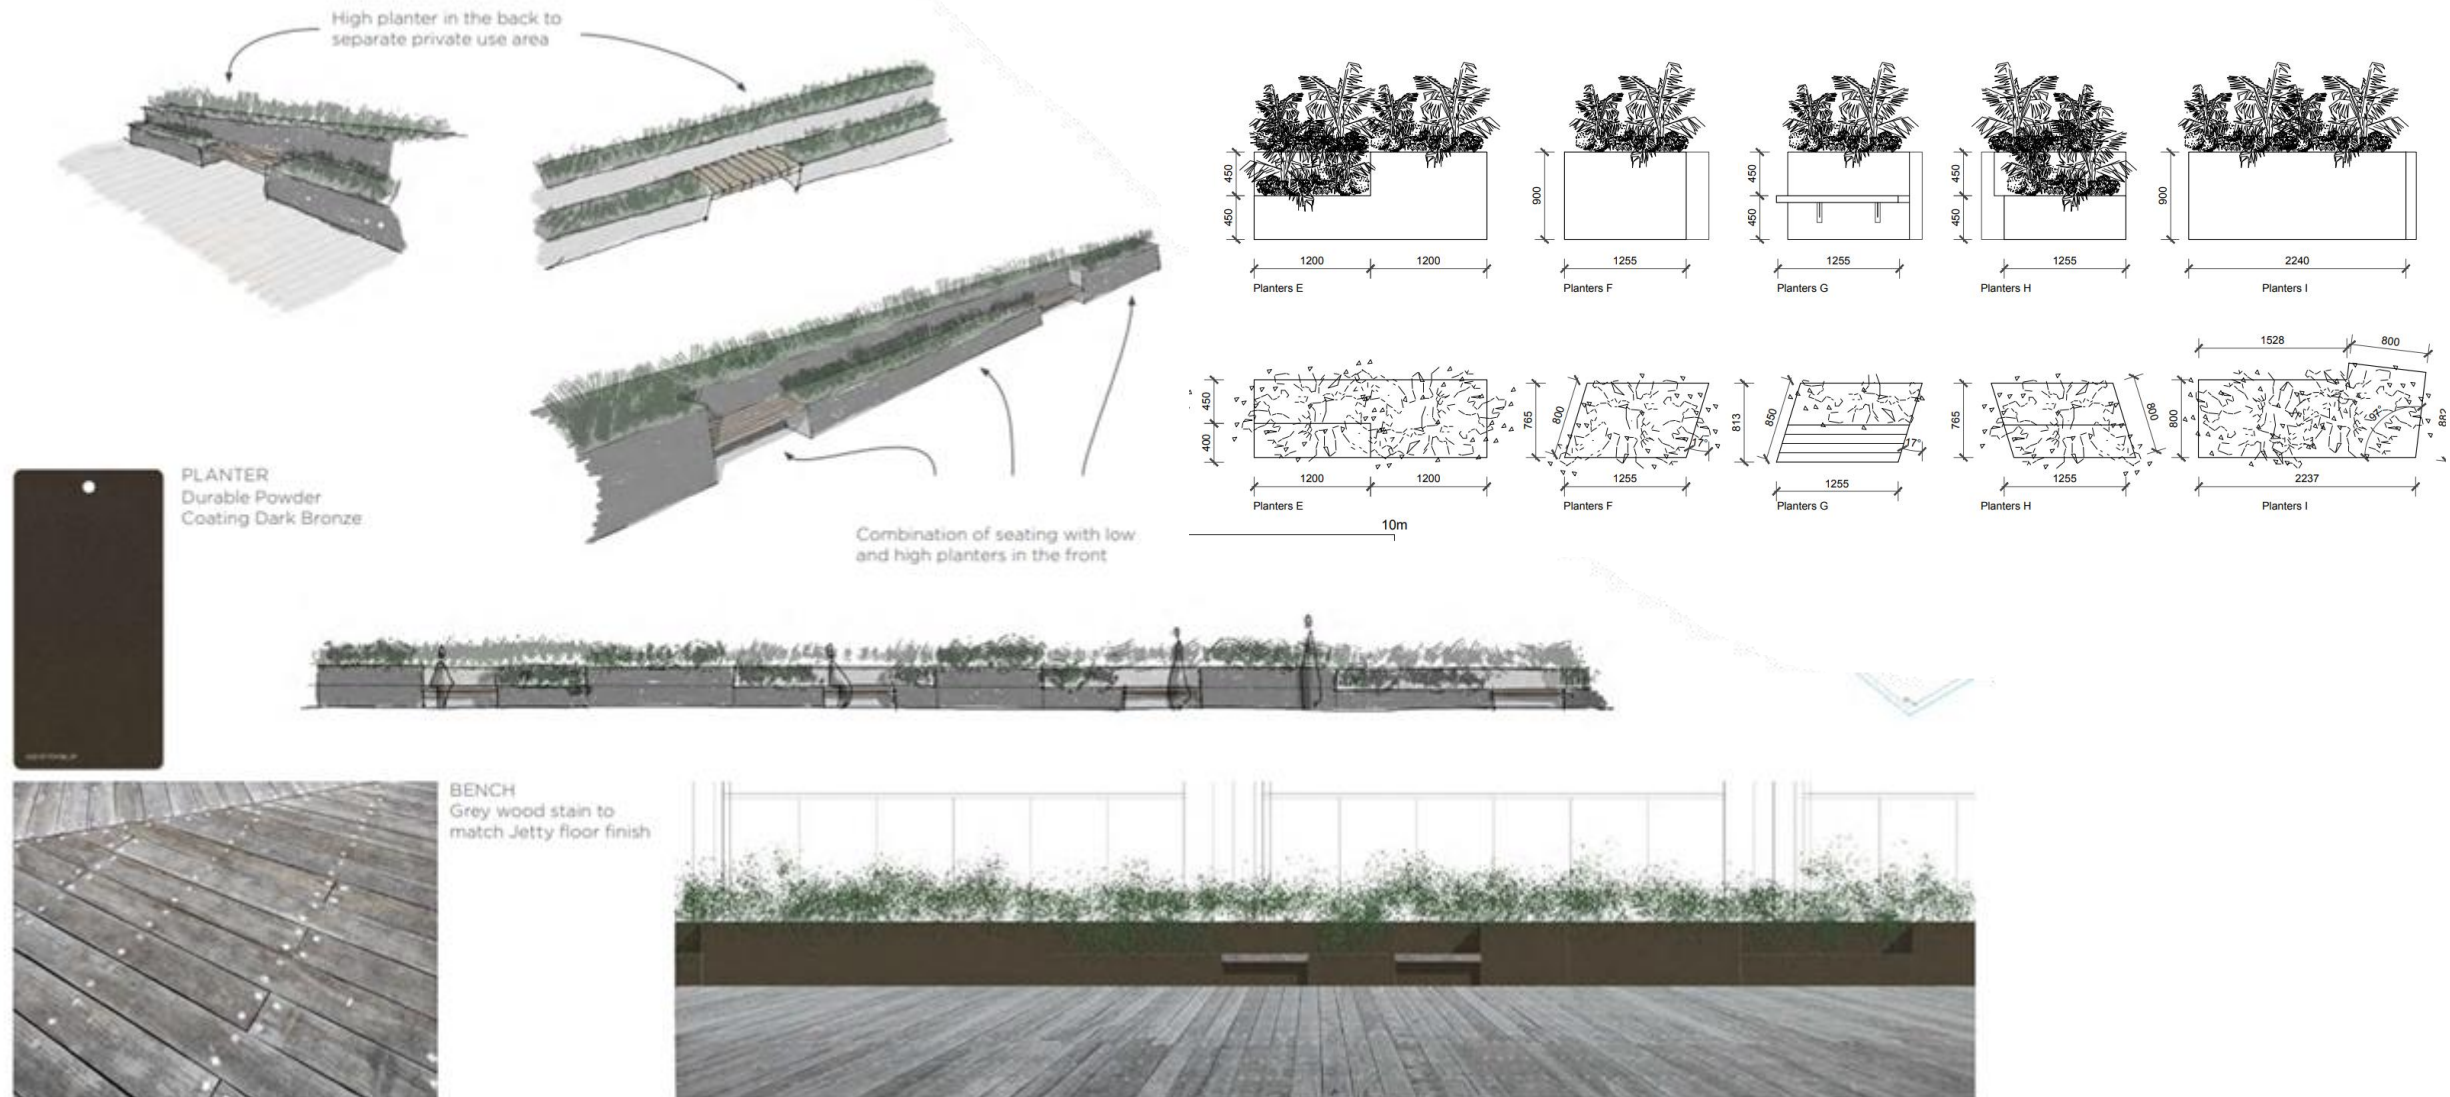 High planter in the back to
separate private use area
Combination of seating with low
and high planters in the front
PLANTER
Durable Powder
Coating Dark Bronze
BENCH
Grey wood stain to
match Jetty floor finish
450
450
1200
1200
Planters E
900
1255
Planters F
450
450
1255
Planters G
450
450
1255
Planters H
900
2240
Planters I
450
400
1200
1200
Planters E
765
800
17°
1255
Planters F
813
850
17°
1255
Planters G
765
800
1255
Planters H
1528
800
800
97°
882
2237
Planters I
10m